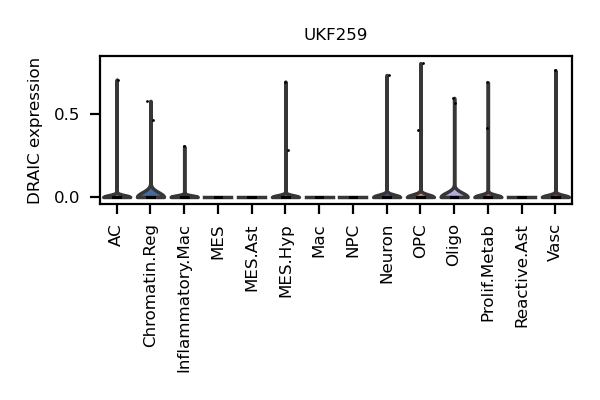 UKF259
DRAIC expression
0.5
0.0
AC
Chromatin.Reg
Inflammatory.Mac
MES
MES.Ast
MES.Hyp
Mac
NPC
Neuron
OPC
Oligo
Prolif.Metab
Reactive.Ast
Vasc